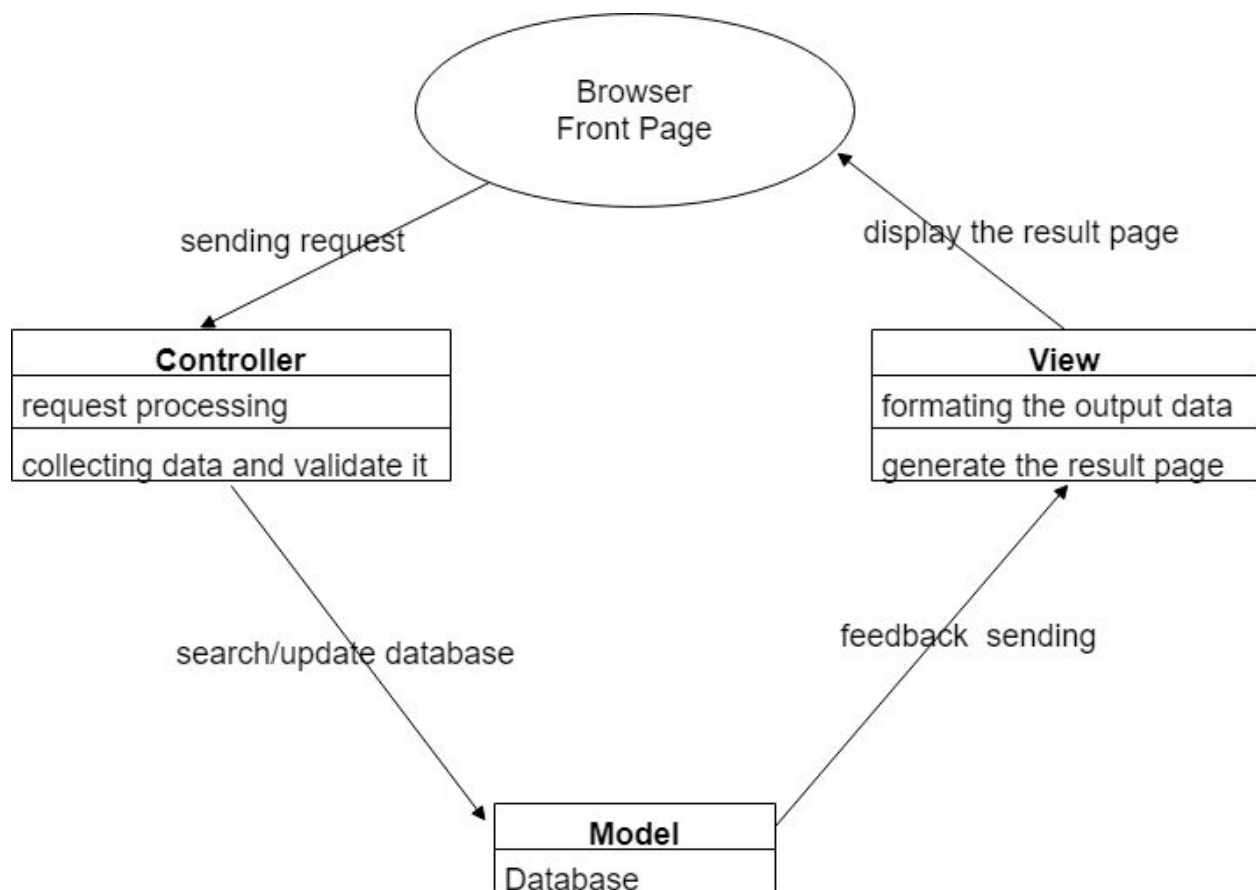 Browser
Front Page
sending request
display the result page
Controller
request processing
collecting data and validate it
View
formating the output data
generate the result page
search/update database
feedback sending
Model
Database